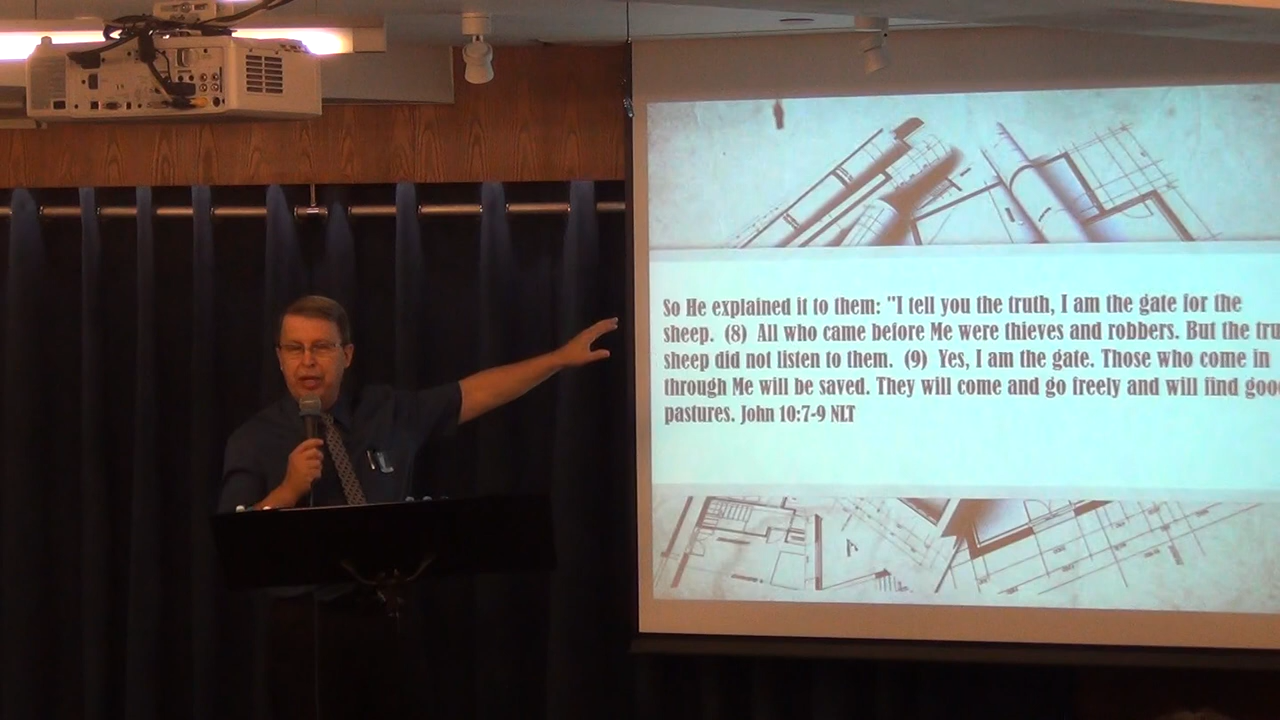 So He explained it to them: "I tell you the truth, I am the gate for the
sheep. (8) All who came before Me were thieves and robbers. But the tru
sheep did not listen to them. (9) Yes, I am the gate. Those who come in
through Me will be saved. They will come and go freely and will find goo
pastures. John 10:7-9 NLT